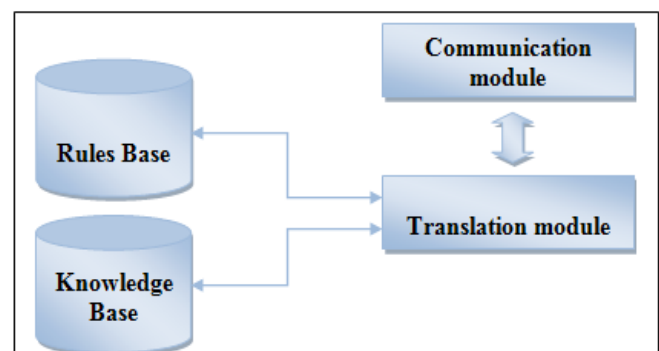 Communication
module
Rules Base
Translation module
Knowledge
Base